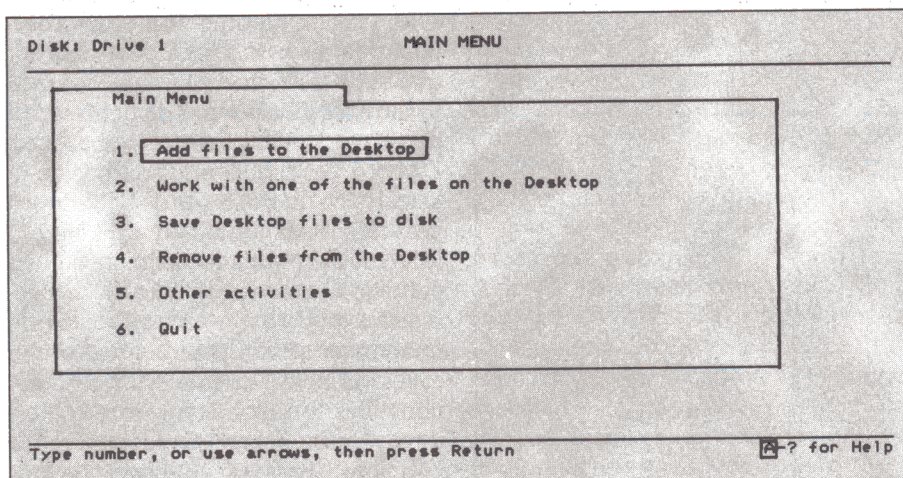 Disk: Drive 1 MAIN MENU
Main Menu
1. Add files to the Desktop
2. Work with one of the files on the Desktop
3. Save Desktop files to disk
4. Remove files from the Desktop
5. Other activities
6. Quit
Type number, or use arrows, then press Return A-? for Help